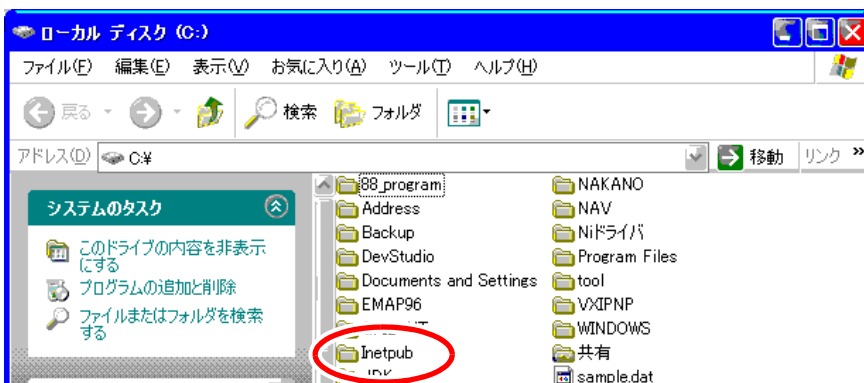 ローカル ディスク (C:)
ファイル(F) 編集(E) 表示(V) お気に入り(A) ツール(T) ヘルプ(H)
戻る 検索 フォルダ
アドレス(D) C:¥ 移動 リンク »
システムのタスク
このドライブの内容を非表示
にする
プログラムの追加と削除
ファイルまたはフォルダを検索
する
88_program
Address
Backup
DevStudio
Documents and Settings
EMAP96
Inetpub
NAKANO
NAV
Niドライバ
Program Files
tool
VXIPNP
WINDOWS
共有
sample.dat